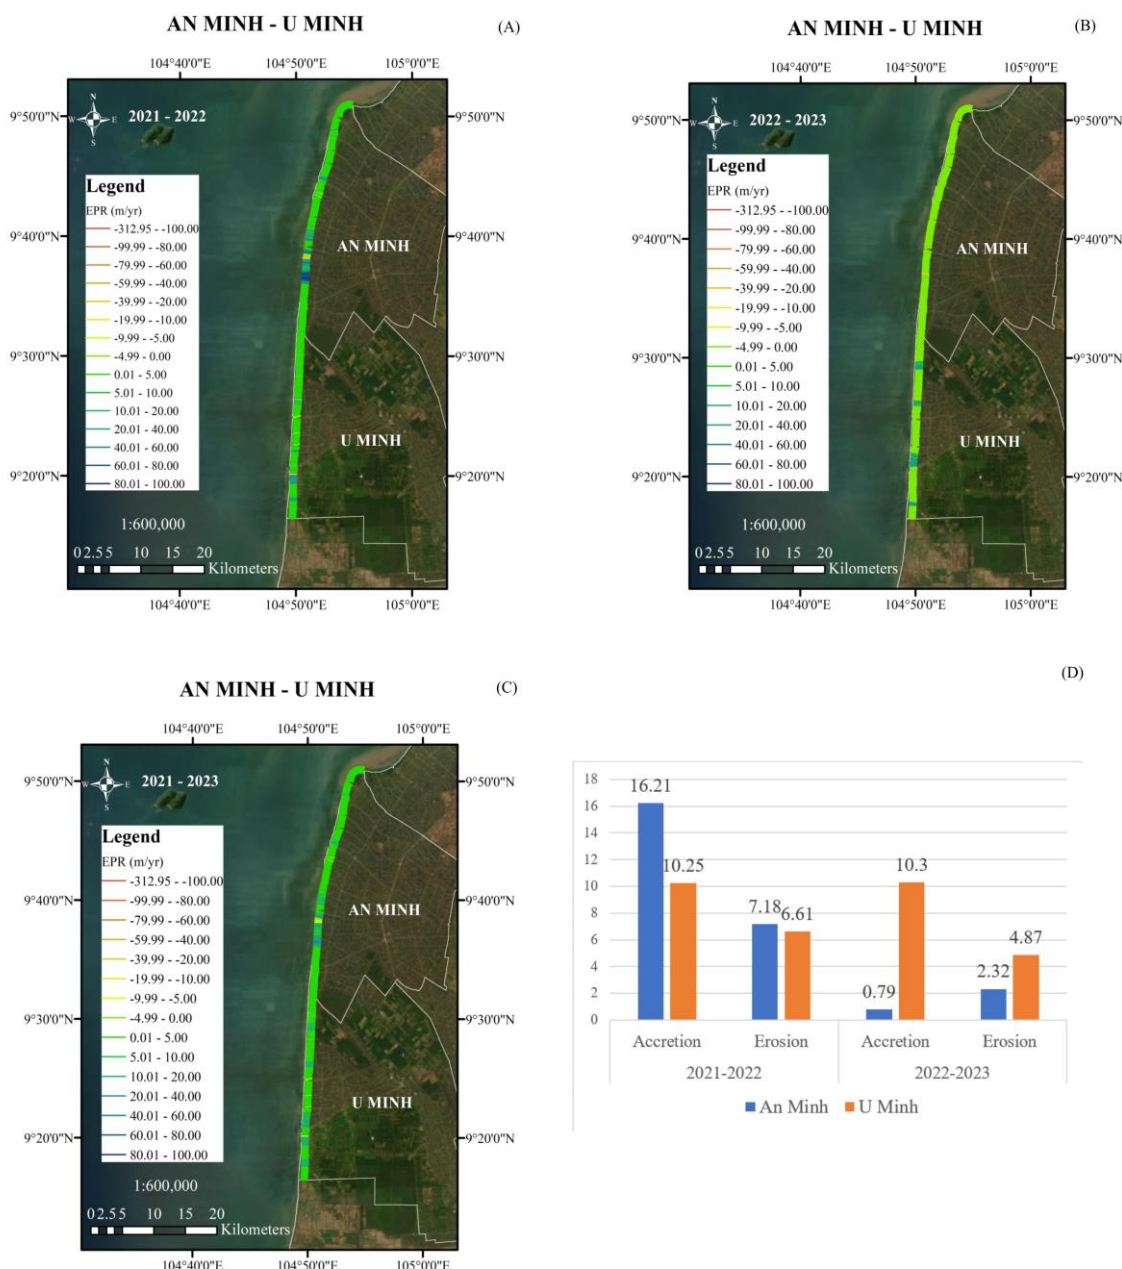 AN MINH - U MINH
(A)
104°40'0"E 104°50'0"E 105°0'0"E
9°50'0"N
9°40'0"N
9°30'0"N
9°20'0"N
N
W E
S
2021 - 2022
Legend
EPR (m/yr)
-312.95 - -100.00
-99.99 - -80.00
-79.99 - -60.00
-59.99 - -40.00
-39.99 - -20.00
-19.99 - -10.00
-9.99 - -5.00
-4.99 - 0.00
0.01 - 5.00
5.01 - 10.00
10.01 - 20.00
20.01 - 40.00
40.01 - 60.00
60.01 - 80.00
80.01 - 100.00
AN MINH
U MINH
1:600,000
0 2.5 5 10 15 20
Kilometers
9°50'0"N
9°40'0"N
9°30'0"N
9°20'0"N
104°40'0"E 104°50'0"E 105°0'0"E
AN MINH - U MINH
(B)
104°40'0"E 104°50'0"E 105°0'0"E
9°50'0"N
9°40'0"N
9°30'0"N
9°20'0"N
N
W E
S
2022 - 2023
Legend
EPR (m/yr)
-312.95 - -100.00
-99.99 - -80.00
-79.99 - -60.00
-59.99 - -40.00
-39.99 - -20.00
-19.99 - -10.00
-9.99 - -5.00
-4.99 - 0.00
0.01 - 5.00
5.01 - 10.00
10.01 - 20.00
20.01 - 40.00
40.01 - 60.00
60.01 - 80.00
80.01 - 100.00
AN MINH
U MINH
1:600,000
0 2.5 5 10 15 20
Kilometers
9°50'0"N
9°40'0"N
9°30'0"N
9°20'0"N
104°40'0"E 104°50'0"E 105°0'0"E
AN MINH - U MINH
(C)
104°40'0"E 104°50'0"E 105°0'0"E
9°50'0"N
9°40'0"N
9°30'0"N
9°20'0"N
N
W E
S
2021 - 2023
Legend
EPR (m/yr)
-312.95 - -100.00
-99.99 - -80.00
-79.99 - -60.00
-59.99 - -40.00
-39.99 - -20.00
-19.99 - -10.00
-9.99 - -5.00
-4.99 - 0.00
0.01 - 5.00
5.01 - 10.00
10.01 - 20.00
20.01 - 40.00
40.01 - 60.00
60.01 - 80.00
80.01 - 100.00
AN MINH
U MINH
1:600,000
0 2.5 5 10 15 20
Kilometers
9°50'0"N
9°40'0"N
9°30'0"N
9°20'0"N
104°40'0"E 104°50'0"E 105°0'0"E
(D)
18
16
14
12
10
8
6
4
2
0
16.21
10.25
7.18
6.61
0.79
10.3
2.32
4.87
Accretion Erosion Accretion Erosion
2021-2022 2022-2023
An Minh U Minh